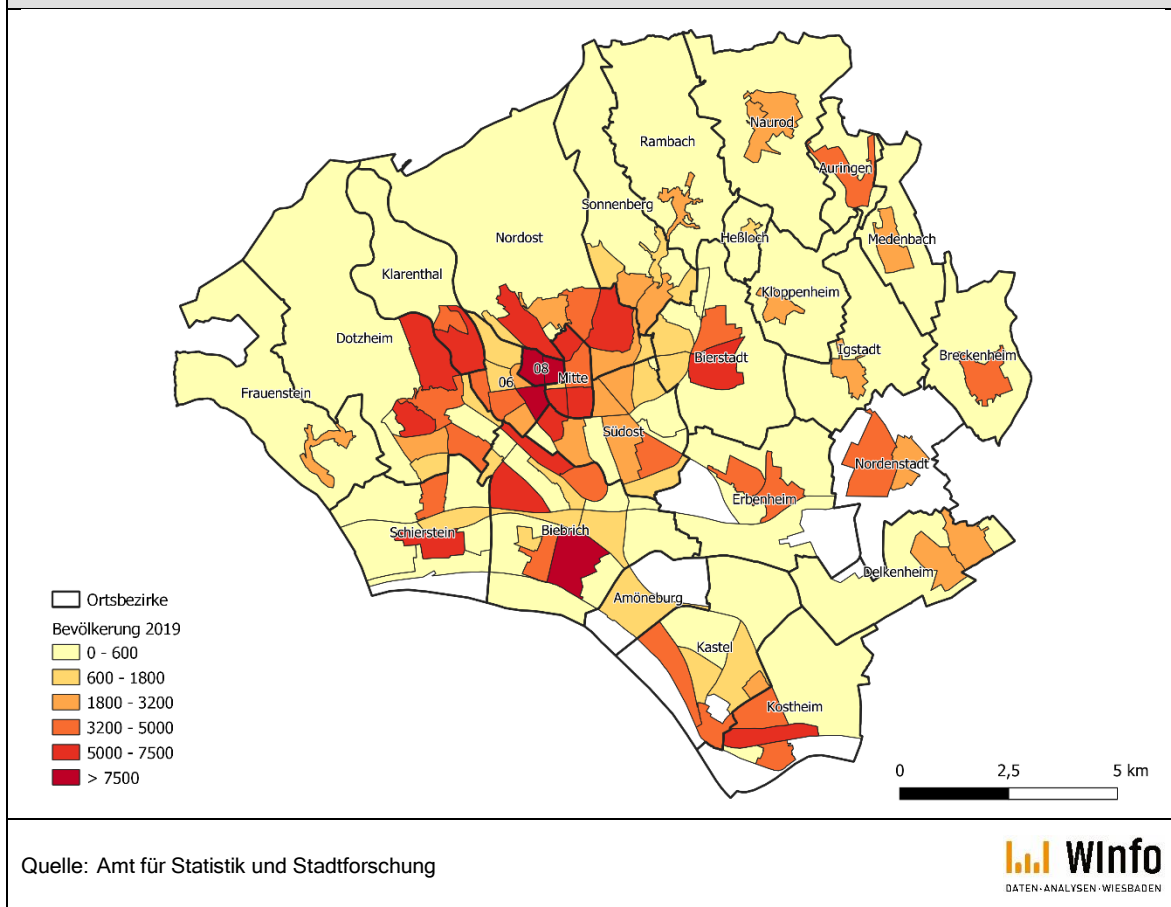 Naurod
Rambach
Auringen
Sonnenberg
Nordost
Heßloch
Medenbach
Klarenthal
Kloppenheim
Dotzheim
Igstadt
Bierstadt
Breckenheim
08
Mitte
06
Frauenstein
Südost
Nordenstadt
Erbenheim
Biebrich
Schierstein
Delkenheim
Amöneburg
Kastel
Kostheim
Ortsbezirke
Bevölkerung 2019
0 - 600
600 - 1800
1800 - 3200
3200 - 5000
5000 - 7500
> 7500
0 2,5 5 km
Quelle: Amt für Statistik und Stadtforschung
WInfo
DATEN·ANALYSEN·WIESBADEN